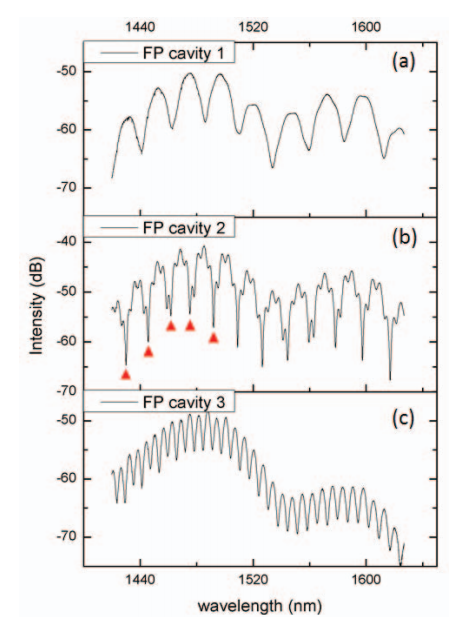 1440 1520 1600
FP cavity 1
(a)
-50
-60
-70
FP cavity 2
(b)
-40
-50
-60
-70
FP cavity 3
(c)
-50
-60
-70
Intensity (dB)
1440 1520 1600
wavelength (nm)